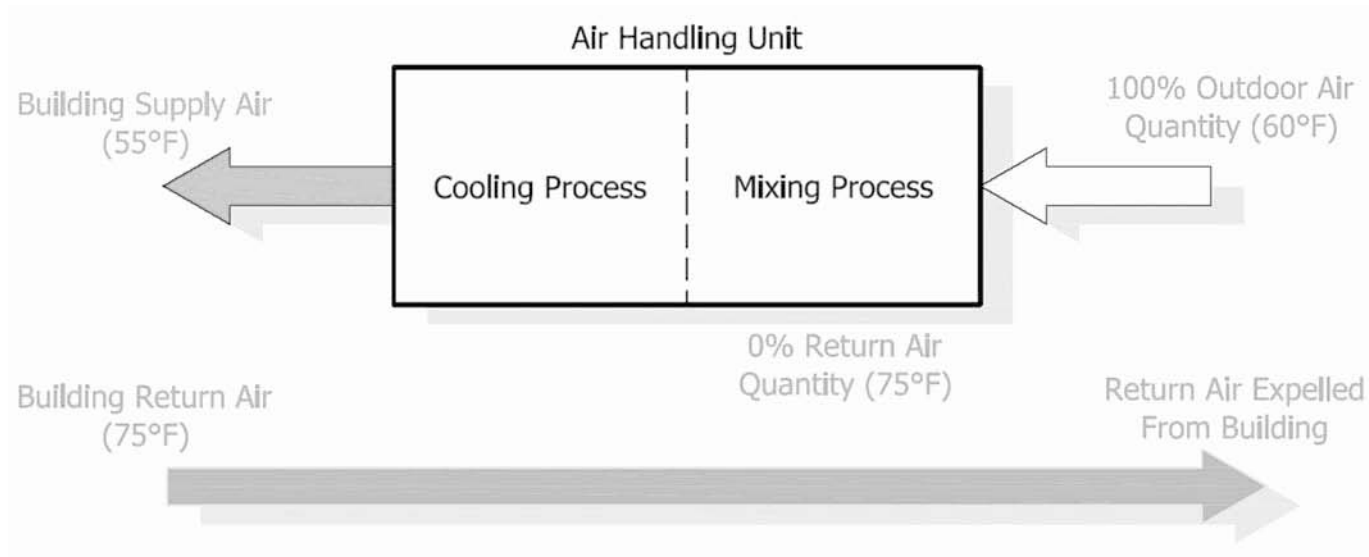 Air Handling Unit
Building Supply Air
(55°F)
100% Outdoor Air
Quantity (60°F)
Cooling Process
Mixing Process
0% Return Air
Quantity (75°F)
Building Return Air
(75°F)
Return Air Expelled
From Building